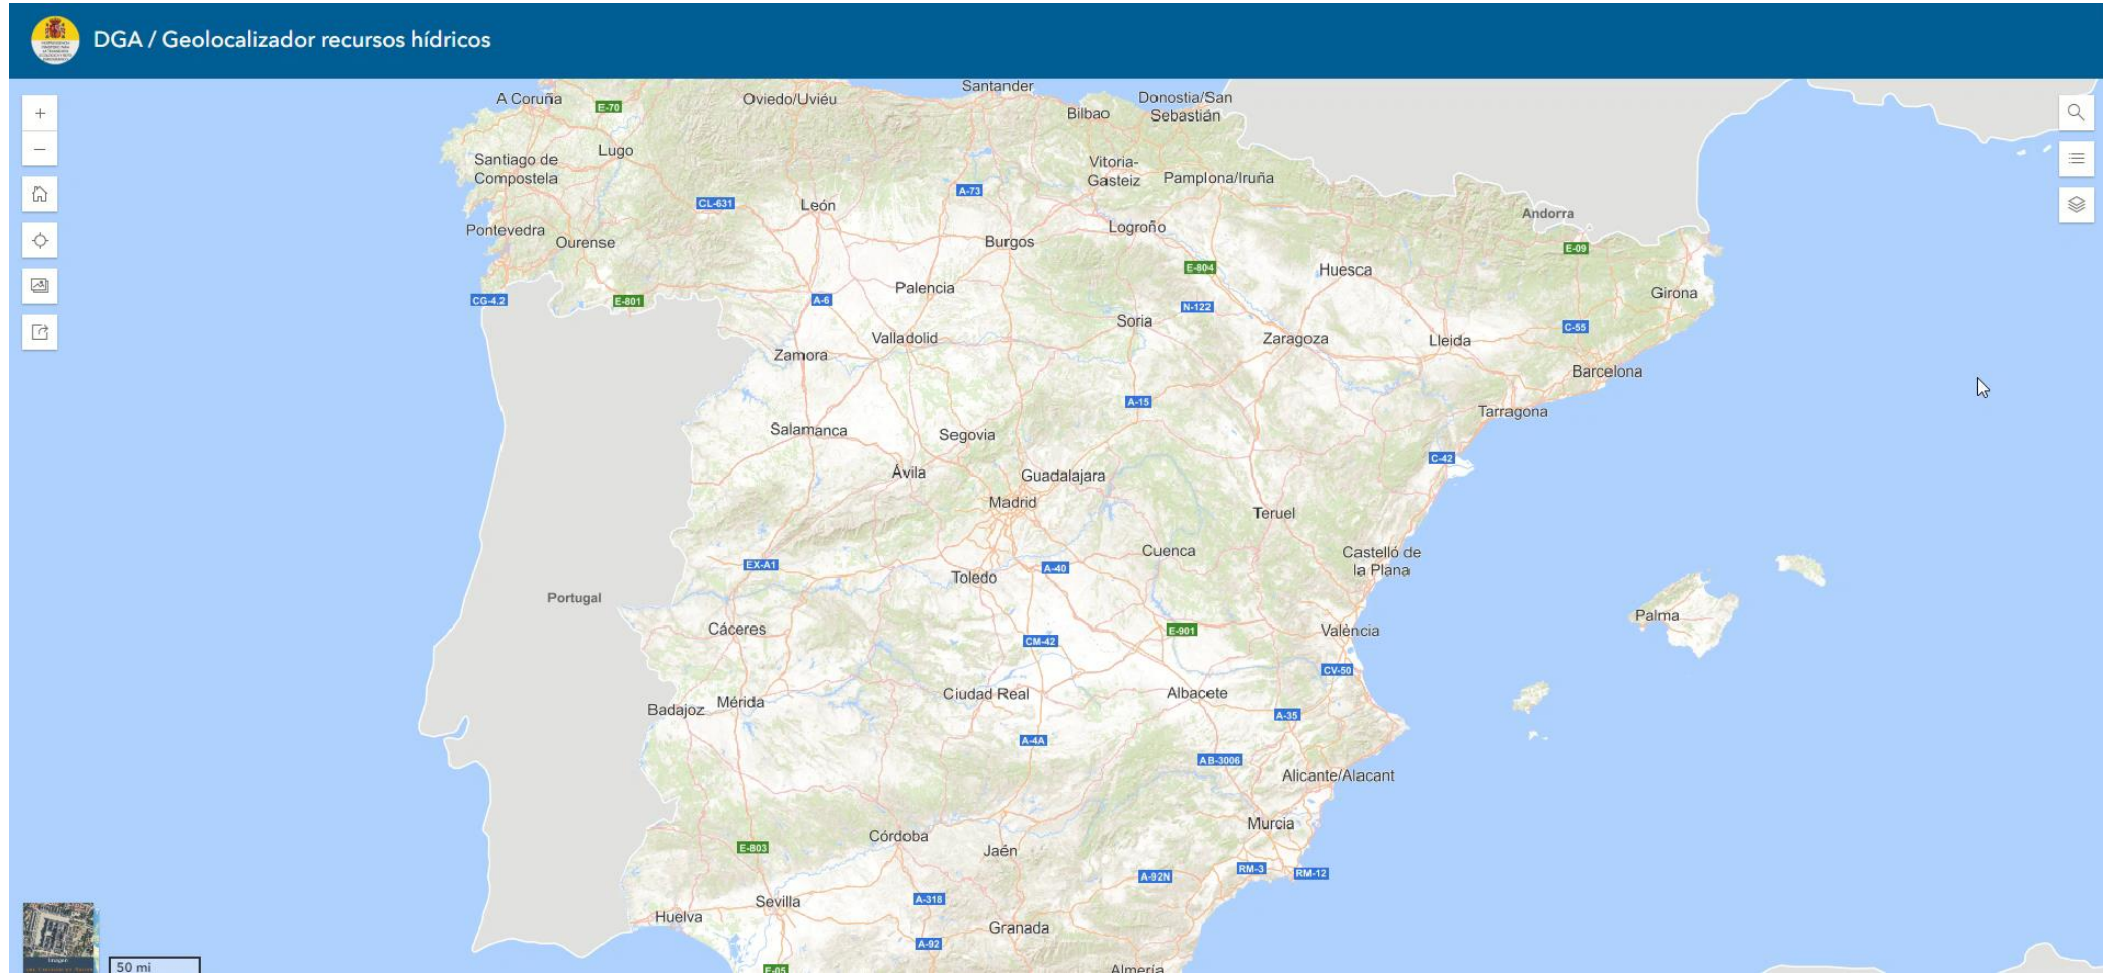 DGA / Geolocalizador recursos hídricos
Santander
A Coruña
E-70
Oviedo/Uviéu
Donostia/San
Sebastián
Bilbao
Lugo
Santiago de
Compostela
Vitoria-
Gasteiz
Pamplona/Iruña
A-73
CL-631
León
Andorra
Pontevedra
Ourense
Burgos
Logroño
E-09
E-804
Huesca
Palencia
Girona
CG-4.2
E-801
A-6
N-122
Soria
C-55
Valladolid
Zaragoza
Lleida
Zamora
Barcelona
A-15
Tarragona
Salamanca
Segovia
C-42
Ávila
Guadalajara
Madrid
Teruel
Cuenca
Castelló de
la Plana
EX-A1
A-40
Toledo
Portugal
Palma
Cáceres
E-901
València
CM-42
CV-50
Ciudad Real
Albacete
Mérida
Badajoz
A-35
A-4A
AB-3006
Alicante/Alacant
Murcia
Córdoba
E-803
Jaén
RM-3
RM-12
A-92N
Sevilla
A-318
Huelva
Granada
A-92
Imagen
50 mi
E-05
Almería